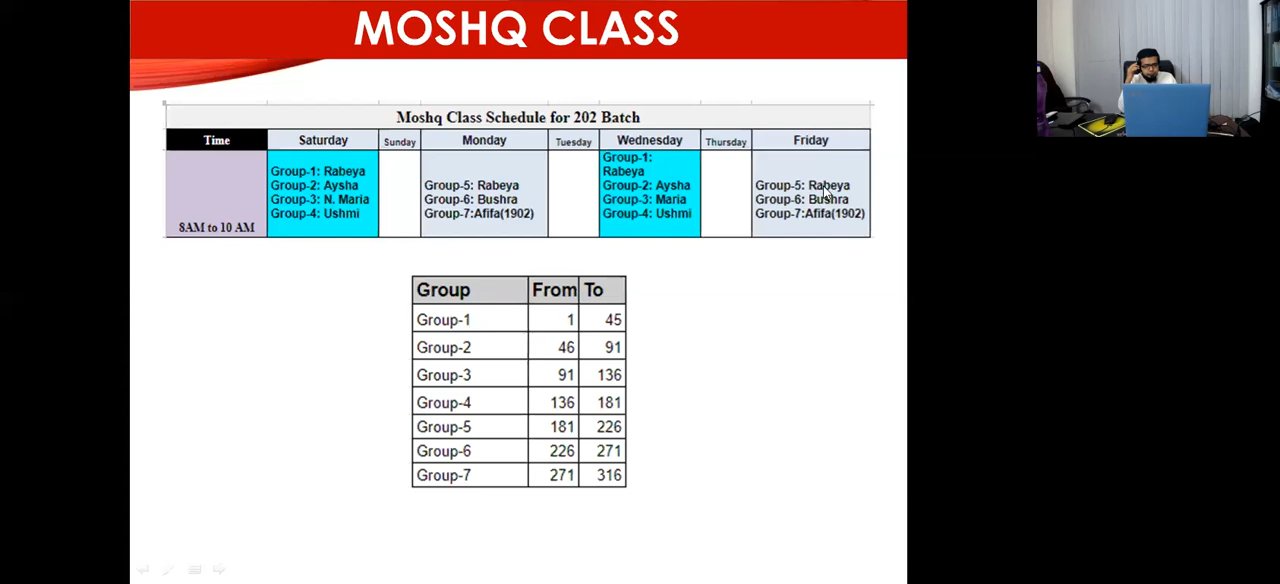 MOSHQ CLASS
Moshq Class Schedule for 202 Batch
Time Saturday Sunday Monday Tuesday Wednesday Thursday Friday
8AM to 10 AM
Group-1: Rabeya
Group-2: Aysha
Group-3: N. Maria
Group-4: Ushmi
Group-5: Rabeya
Group-6: Bushra
Group-7:Afifa(1902)
Group-1:
Rabeya
Group-2: Aysha
Group-3: Maria
Group-4: Ushmi
Group-5: Rabeya
Group-6: Bushra
Group-7:Afifa(1902)
Group From To
Group-1 1 45
Group-2 46 91
Group-3 91 136
Group-4 136 181
Group-5 181 226
Group-6 226 271
Group-7 271 316